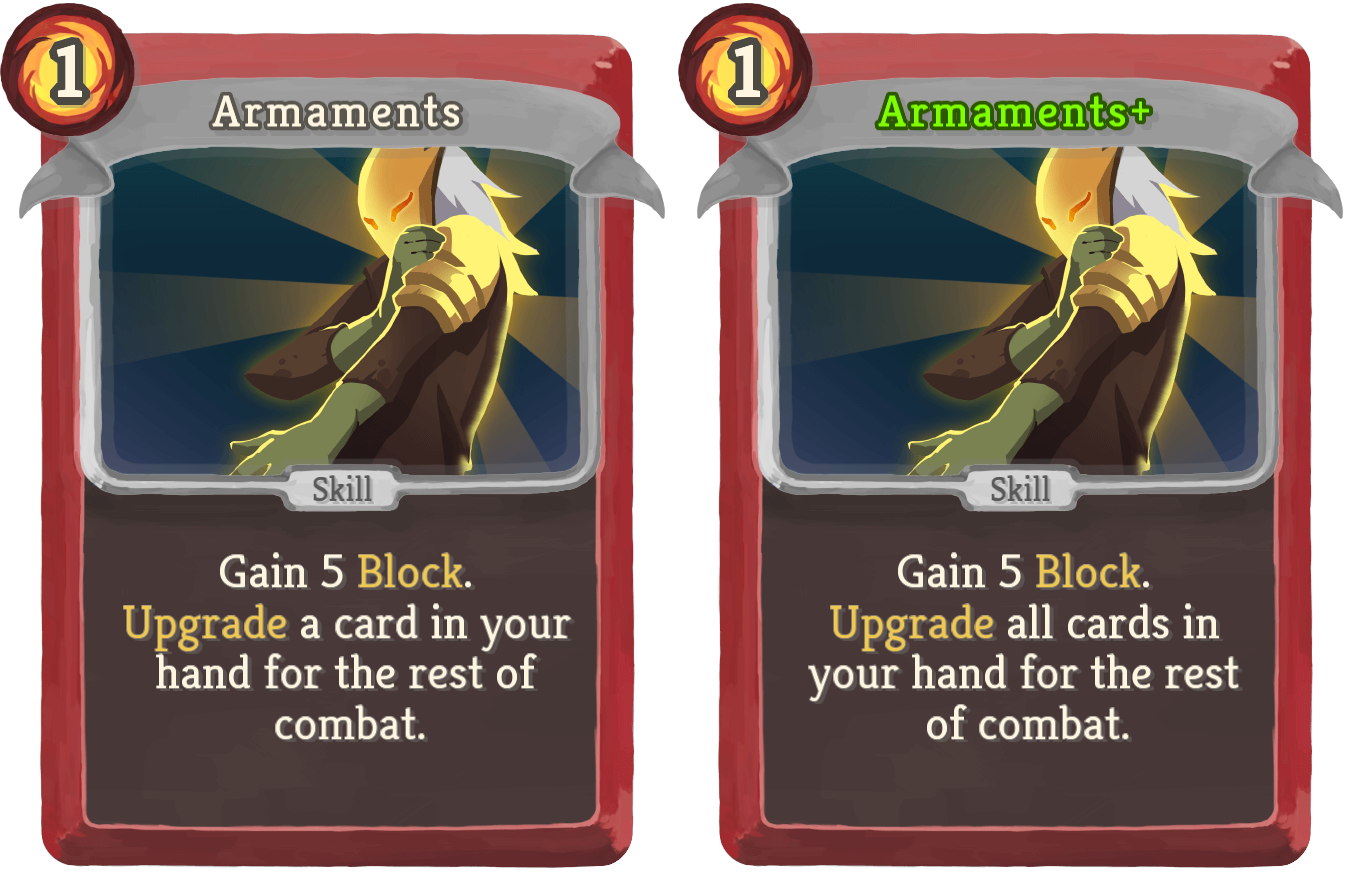 1
Armaments
Skill
Gain 5 Block.
Upgrade a card in your
hand for the rest of
combat.
1
Armaments+
Skill
Gain 5 Block.
Upgrade all cards in
your hand for the rest
of combat.